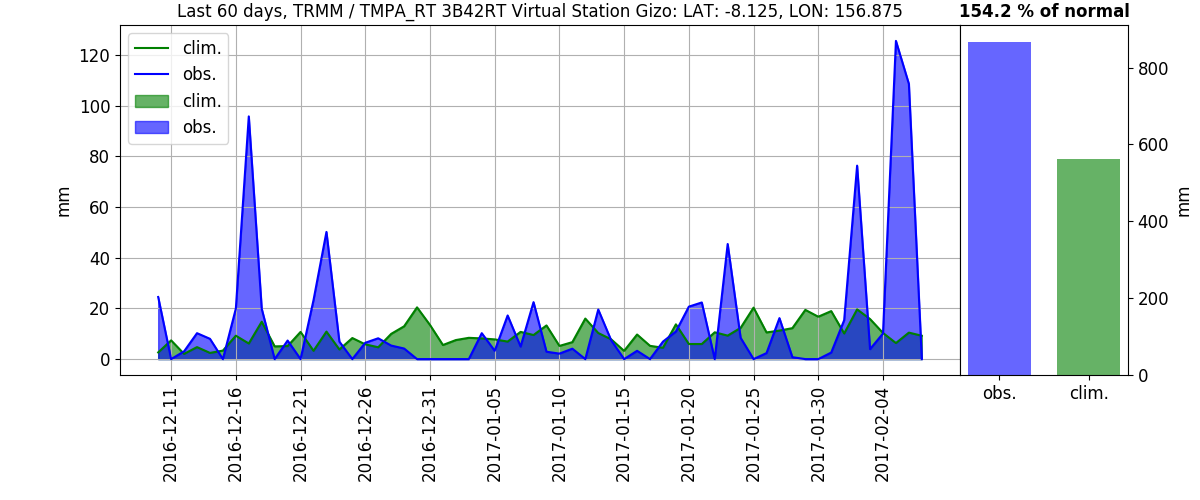 Last 60 days, TRMM / TMPA_RT 3B42RT Virtual Station Gizo: LAT: -8.125, LON: 156.875
154.2 % of normal
clim.
obs.
clim.
obs.
120
100
80
60
40
20
0
mm
2016-12-11
2016-12-16
2016-12-21
2016-12-26
2016-12-31
2017-01-05
2017-01-10
2017-01-15
2017-01-20
2017-01-25
2017-01-30
2017-02-04
800
600
400
200
0
mm
obs.
clim.